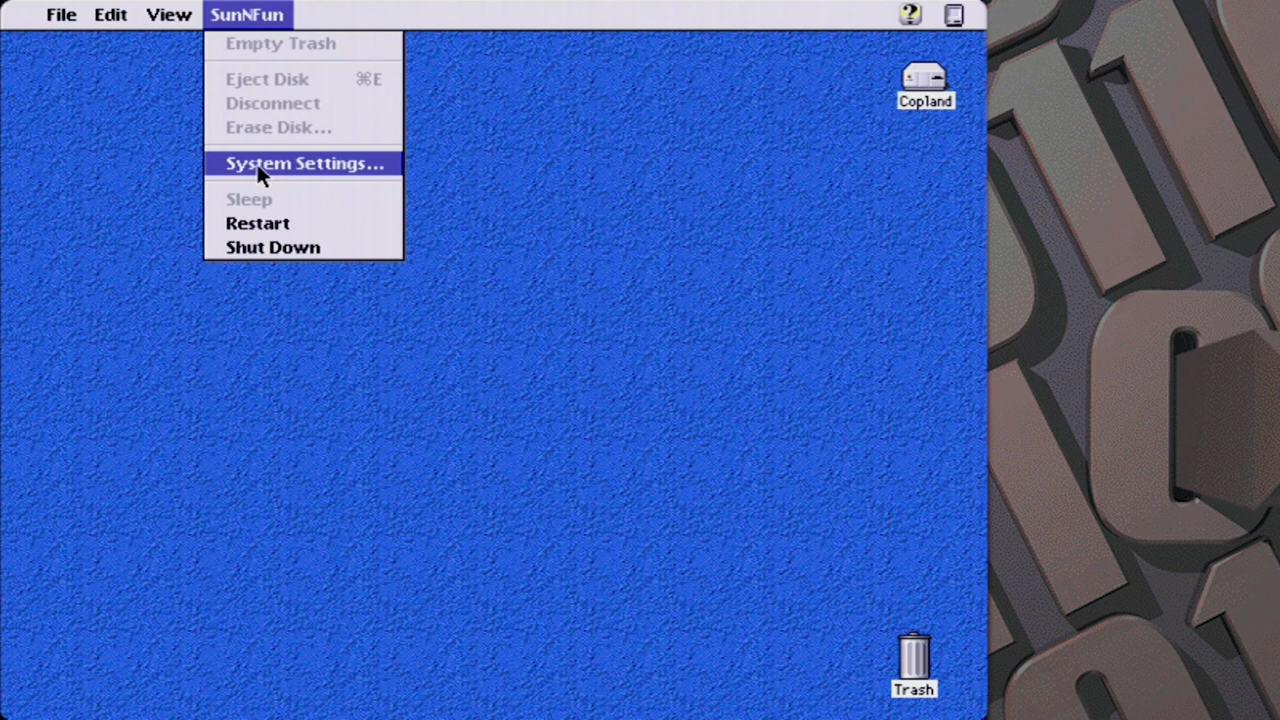 File Edit View SunNFun
Empty Trash
Eject Disk ⌘E
Disconnect
Erase Disk...
System Settings...
Sleep
Restart
Shut Down
Copland
Trash